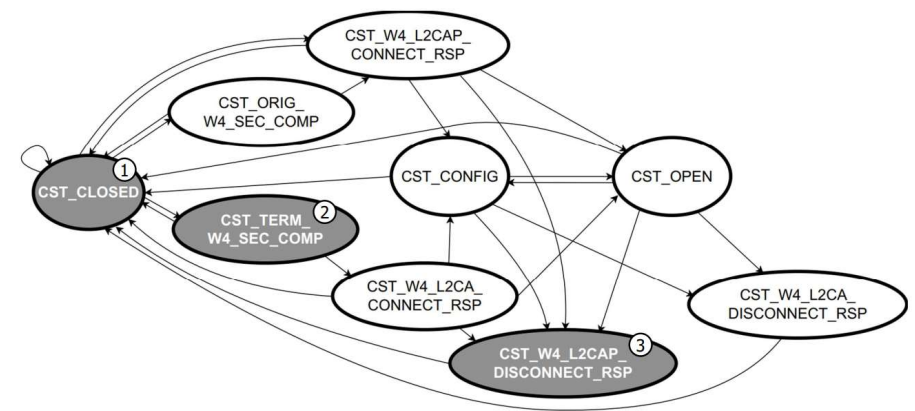 CST_W4_L2CAP_
CONNECT_RSP
CST_ORIG_
W4_SEC_COMP
1
CST_CLOSED
CST_CONFIG
CST_OPEN
2
CST_TERM_
W4_SEC_COMP
CST_W4_L2CA_
CONNECT_RSP
CST_W4_L2CA_
DISCONNECT_RSP
3
CST_W4_L2CAP_
DISCONNECT_RSP